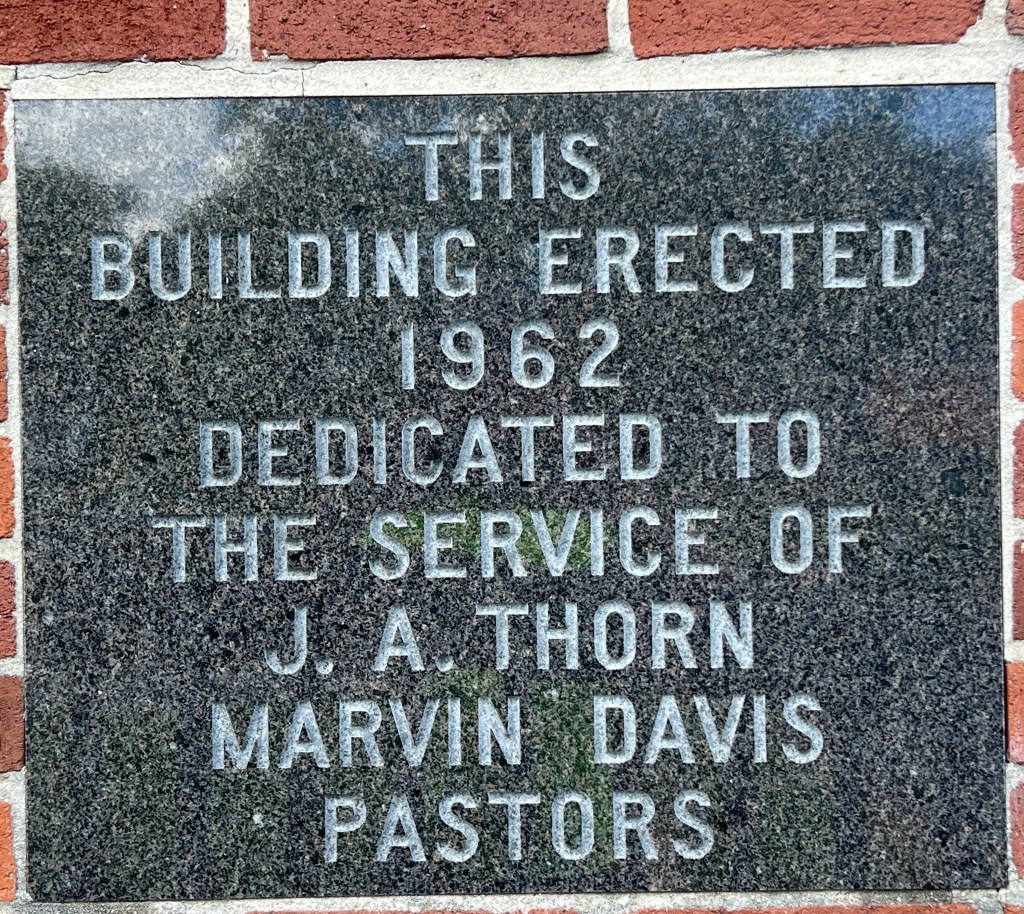 THIS
BUILDING ERECTED
1962
DEDICATED TO
THE SERVICE OF
J. A. THORN
MARVIN DAVIS
PASTORS